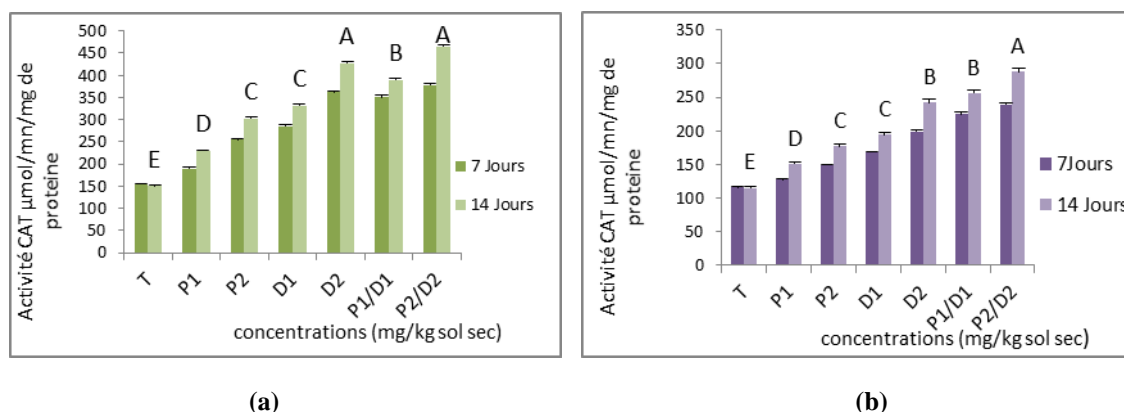 500
450
400
350
300
250
200
150
100
50
0
Activité CAT µmol/mn/mg de
proteine
E
D
C
C
A
B
A
7 Jours
14 Jours
T
P1
P2
D1
D2
P1/D1
P2/D2
concentrations (mg/kg sol sec)
(a)
350
300
250
200
150
100
50
0
Activité CAT µmol/mn/mg de
proteine
E
D
C
C
B
B
A
7Jours
14 Jours
T
P1
P2
D1
D2
P1/D1
P2/D2
concentrations (mg/kg sol sec)
(b)